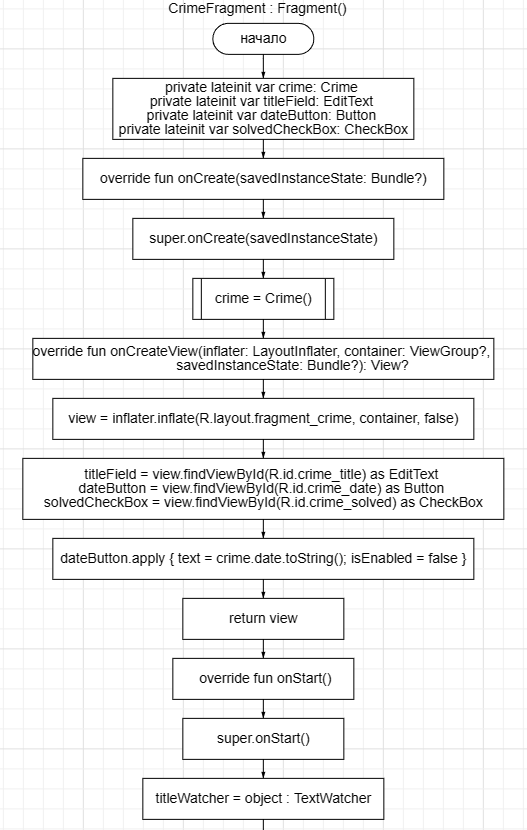 CrimeFragment : Fragment()
начало
private lateinit var crime: Crime
private lateinit var titleField: EditText
private lateinit var dateButton: Button
private lateinit var solvedCheckBox: CheckBox
override fun onCreate(savedInstanceState: Bundle?)
super.onCreate(savedInstanceState)
crime = Crime()
override fun onCreateView(inflater: LayoutInflater, container: ViewGroup?,
savedInstanceState: Bundle?): View?
view = inflater.inflate(R.layout.fragment_crime, container, false)
titleField = view.findViewById(R.id.crime_title) as EditText
dateButton = view.findViewById(R.id.crime_date) as Button
solvedCheckBox = view.findViewById(R.id.crime_solved) as CheckBox
dateButton.apply { text = crime.date.toString(); isEnabled = false }
return view
override fun onStart()
super.onStart()
titleWatcher = object : TextWatcher